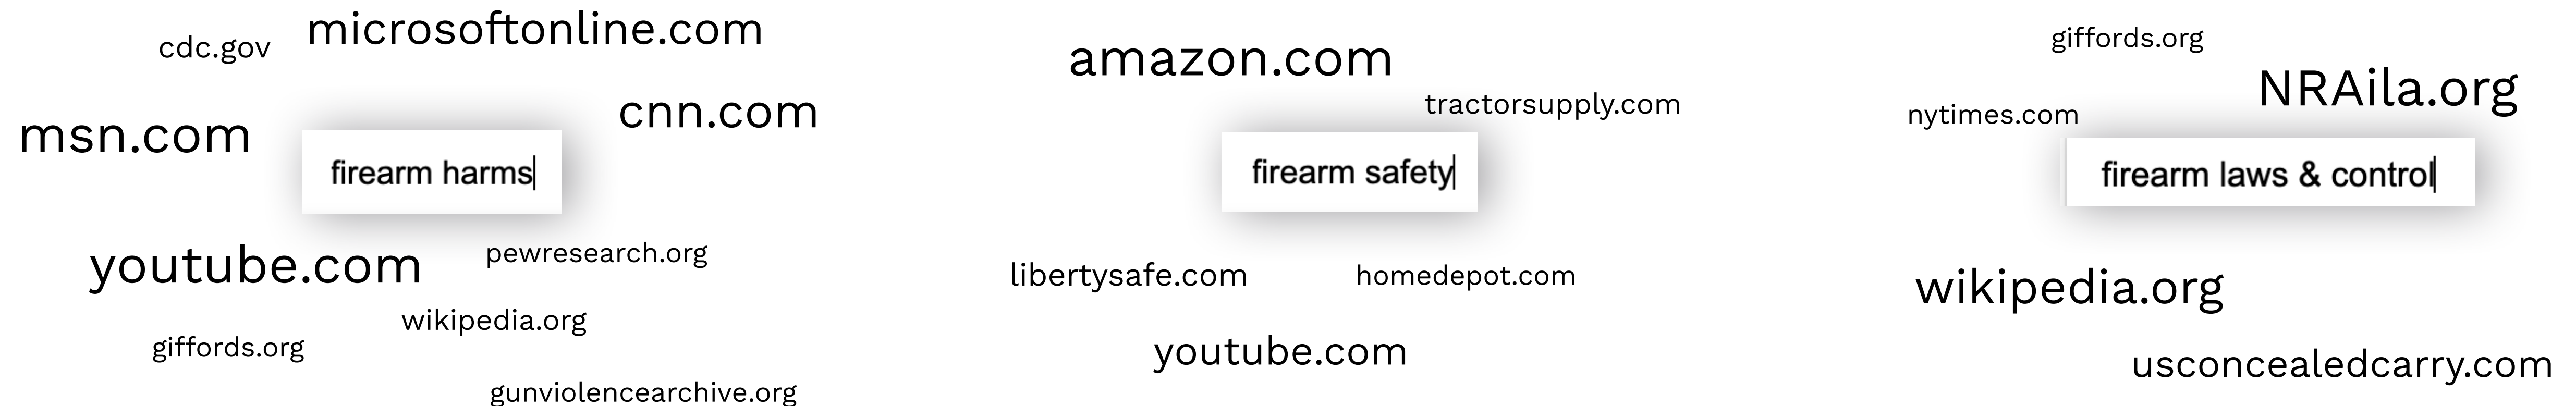 cdc.gov
microsoftonline.com
msn.com
cnn.com
firearm harms
youtube.com
pewresearch.org
wikipedia.org
giffords.org
gunviolencearchive.org
amazon.com
tractorsupply.com
firearm safety
libertysafe.com
homedepot.com
youtube.com
giffords.org
NRAila.org
nytimes.com
firearm laws & control
wikipedia.org
usconcealedcarry.com